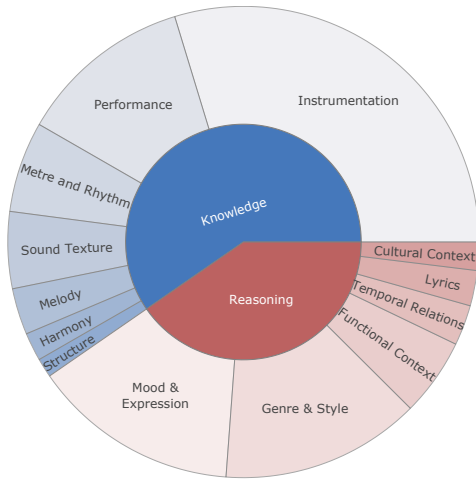 Instrumentation
Performance
Metre and Rhythm
Knowledge
Sound Texture
Cultural Context
Lyrics
Melody
Reasoning
Temporal Relations
Harmony
Functional Context
Structure
Mood &
Expression
Genre & Style